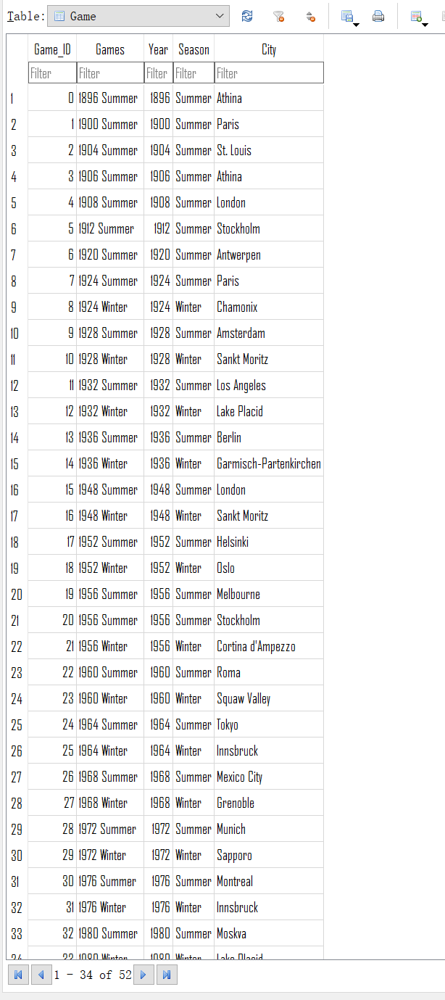 Table: Game
Game_ID Games Year Season City
Filter Filter Filter Filter Filter
1 0 1896 Summer 1896 Summer Athina
2 1 1900 Summer 1900 Summer Paris
3 2 1904 Summer 1904 Summer St. Louis
4 3 1906 Summer 1906 Summer Athina
5 4 1908 Summer 1908 Summer London
6 5 1912 Summer 1912 Summer Stockholm
7 6 1920 Summer 1920 Summer Antwerpen
8 7 1924 Summer 1924 Summer Paris
9 8 1924 Winter 1924 Winter Chamonix
10 9 1928 Summer 1928 Summer Amsterdam
11 10 1928 Winter 1928 Winter Sankt Moritz
12 11 1932 Summer 1932 Summer Los Angeles
13 12 1932 Winter 1932 Winter Lake Placid
14 13 1936 Summer 1936 Summer Berlin
15 14 1936 Winter 1936 Winter Garmisch-Partenkirchen
16 15 1948 Summer 1948 Summer London
17 16 1948 Winter 1948 Winter Sankt Moritz
18 17 1952 Summer 1952 Summer Helsinki
19 18 1952 Winter 1952 Winter Oslo
20 19 1956 Summer 1956 Summer Melbourne
21 20 1956 Summer 1956 Summer Stockholm
22 21 1956 Winter 1956 Winter Cortina d'Ampezzo
23 22 1960 Summer 1960 Summer Roma
24 23 1960 Winter 1960 Winter Squaw Valley
25 24 1964 Summer 1964 Summer Tokyo
26 25 1964 Winter 1964 Winter Innsbruck
27 26 1968 Summer 1968 Summer Mexico City
28 27 1968 Winter 1968 Winter Grenoble
29 28 1972 Summer 1972 Summer Munich
30 29 1972 Winter 1972 Winter Sapporo
31 30 1976 Summer 1976 Summer Montreal
32 31 1976 Winter 1976 Winter Innsbruck
33 32 1980 Summer 1980 Summer Moskva
34 33 1980 Winter 1980 Winter Lake Placid
1 - 34 of 52